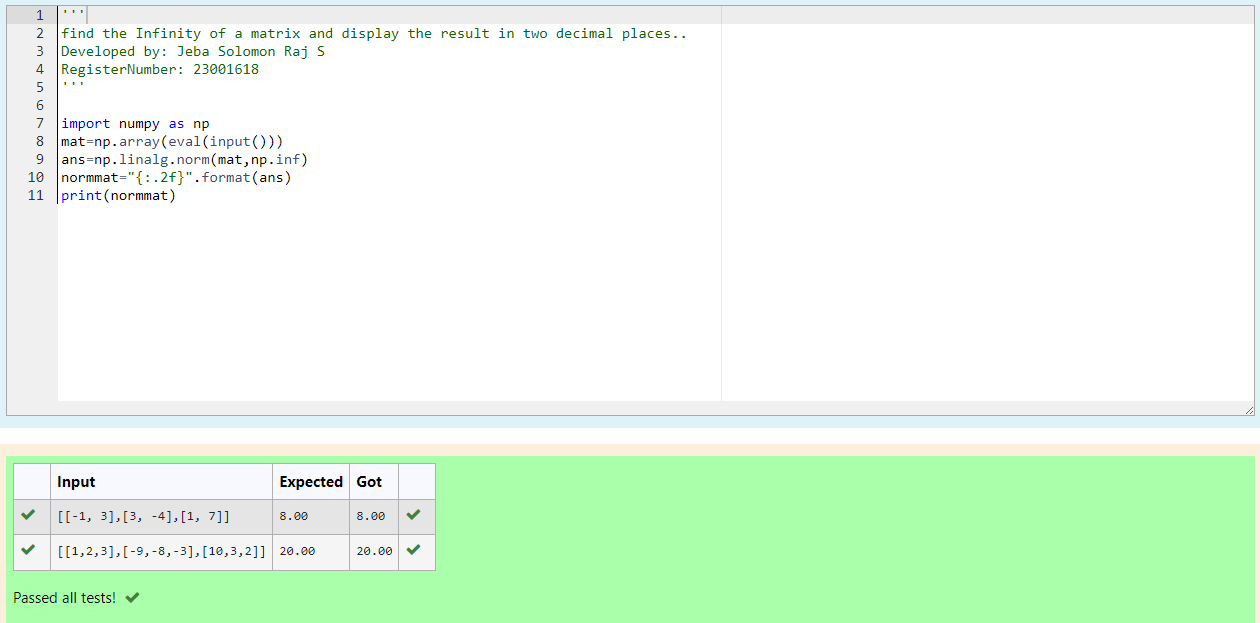 1 '''
2 find the Infinity of a matrix and display the result in two decimal places..
3 Developed by: Jeba Solomon Raj S
4 RegisterNumber: 23001618
5 '''
6
7 import numpy as np
8 mat=np.array(eval(input()))
9 ans=np.linalg.norm(mat,np.inf)
10 normmat="{:.2f}".format(ans)
11 print(normmat)
Input Expected Got
[[-1, 3],[3, -4],[1, 7]] 8.00 8.00
[[1,2,3],[-9,-8,-3],[10,3,2]] 20.00 20.00
Passed all tests!